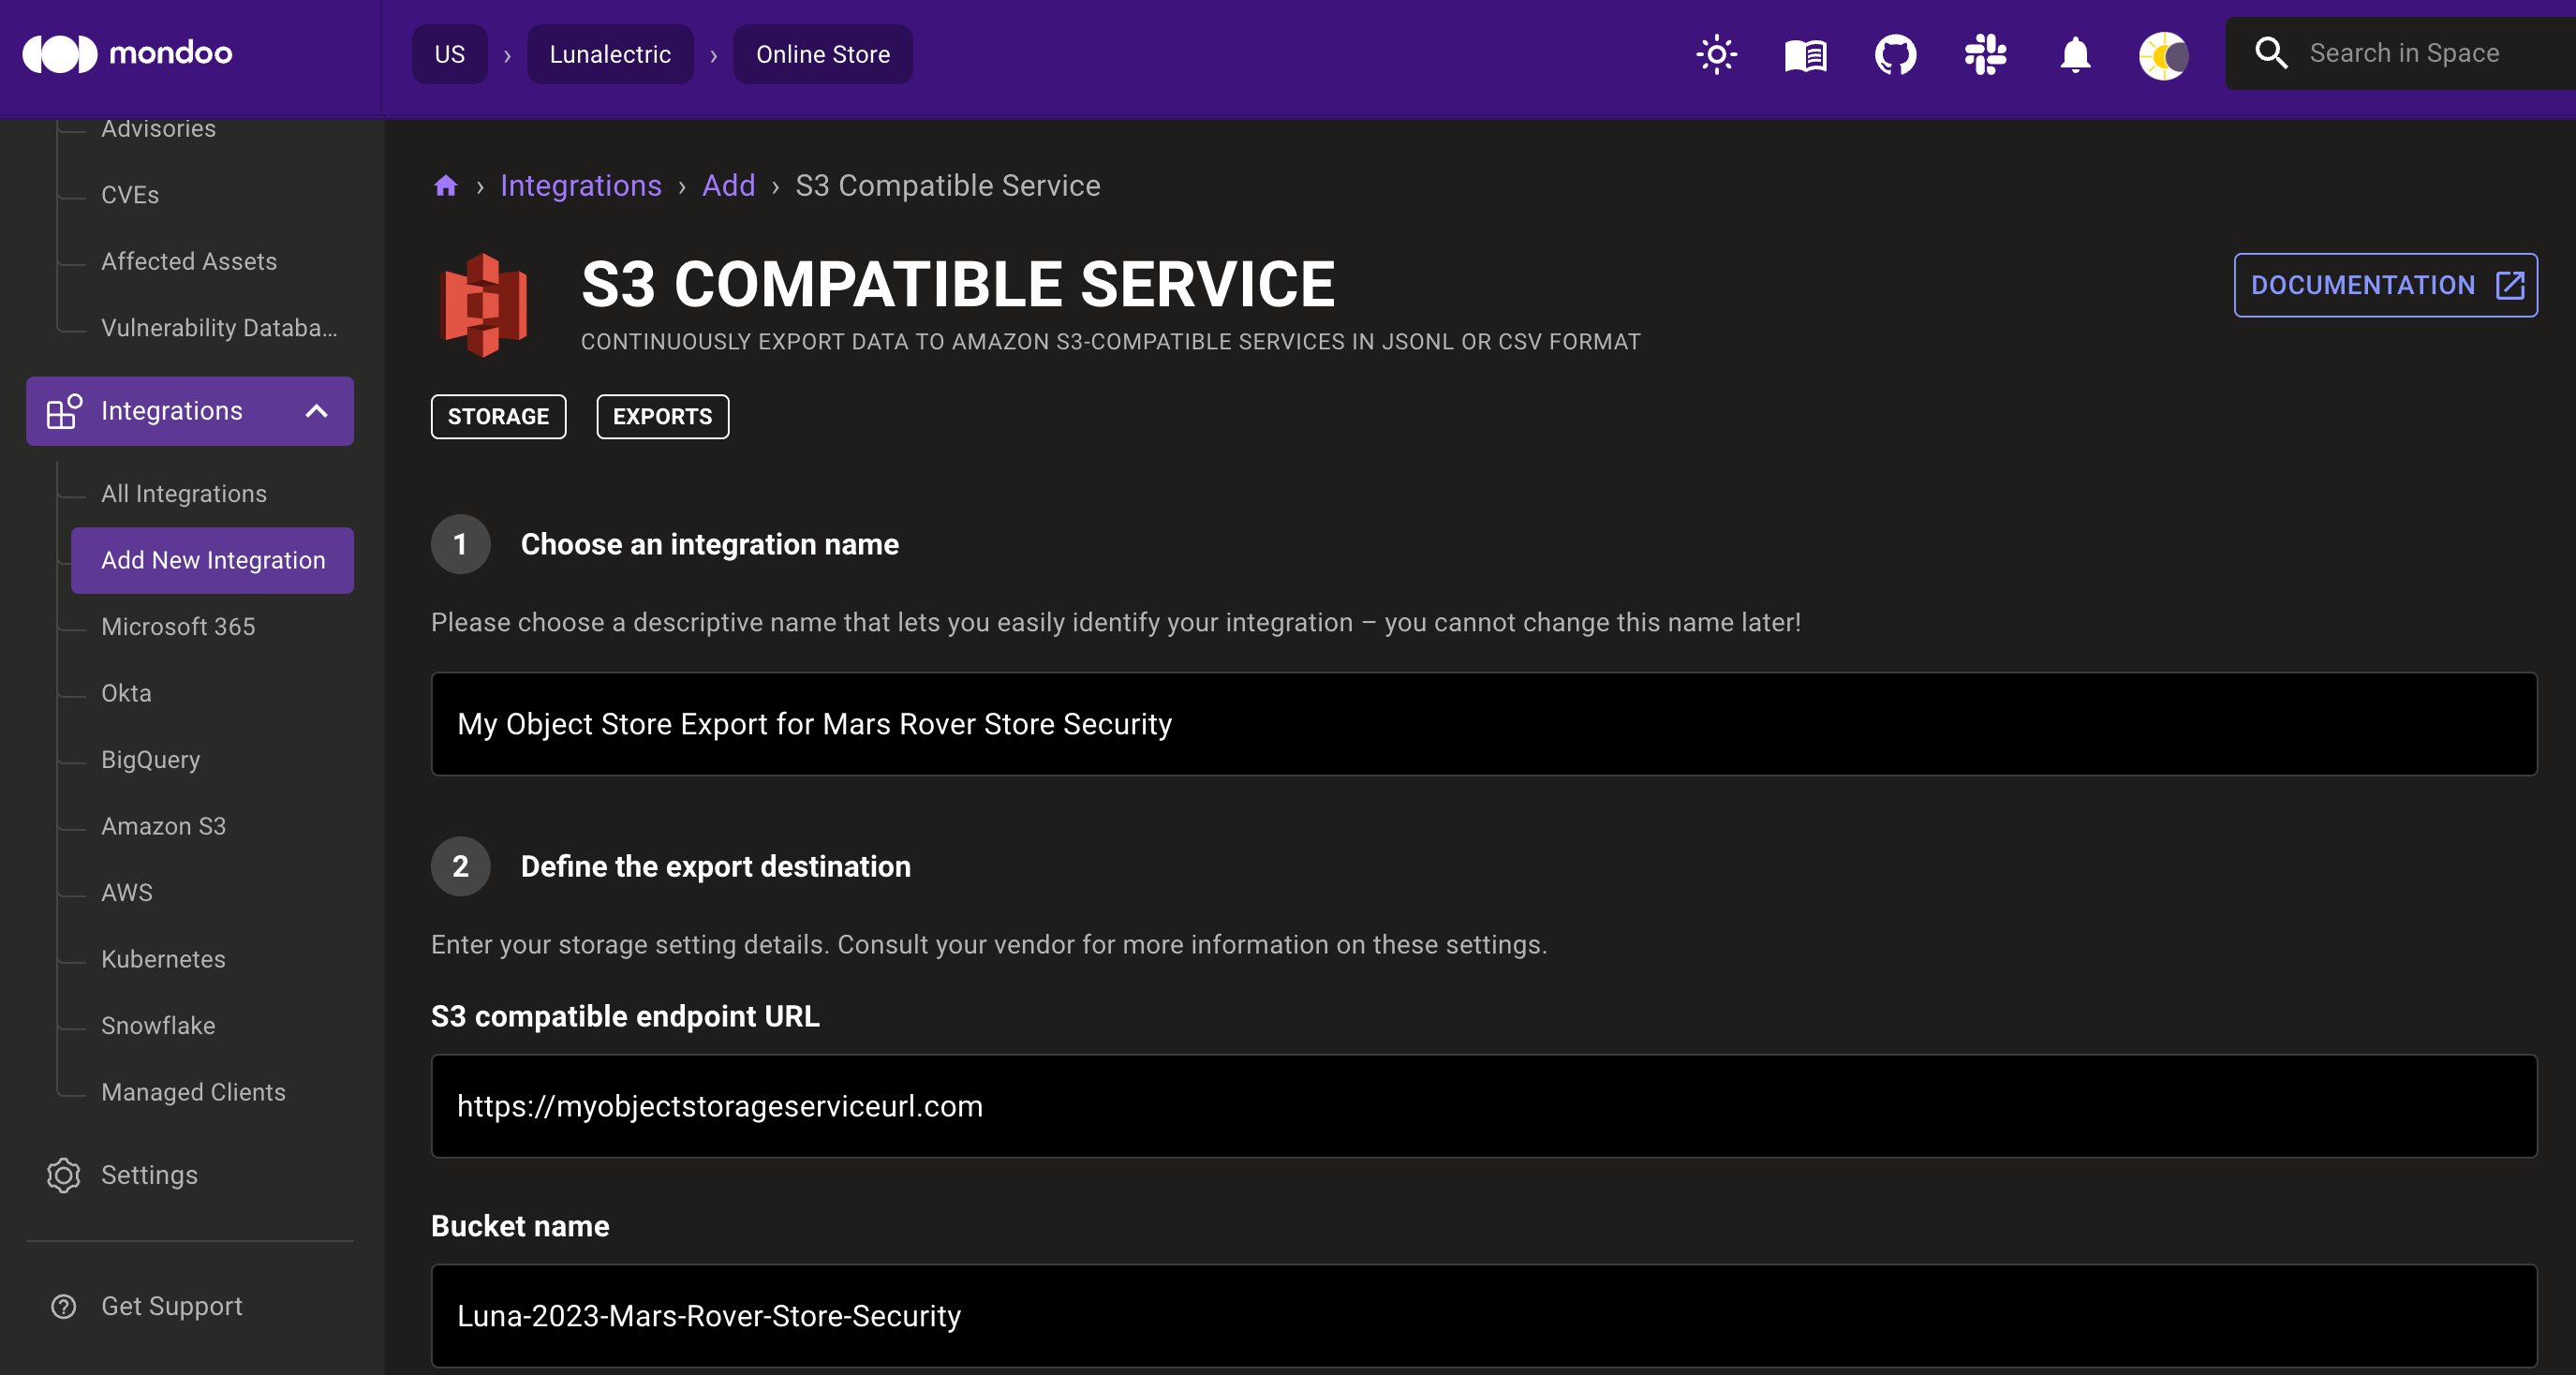 mondoo
US › Lunalectric › Online Store
Search in Space
Advisories
CVEs
Affected Assets
Vulnerability Databa...
Integrations
All Integrations
Add New Integration
Microsoft 365
Okta
BigQuery
Amazon S3
AWS
Kubernetes
Snowflake
Managed Clients
Settings
Get Support
› Integrations › Add › S3 Compatible Service
S3 COMPATIBLE SERVICE
DOCUMENTATION
CONTINUOUSLY EXPORT DATA TO AMAZON S3-COMPATIBLE SERVICES IN JSONL OR CSV FORMAT
STORAGE
EXPORTS
1 Choose an integration name
Please choose a descriptive name that lets you easily identify your integration – you cannot change this name later!
My Object Store Export for Mars Rover Store Security
2 Define the export destination
Enter your storage setting details. Consult your vendor for more information on these settings.
S3 compatible endpoint URL
https://myobjectstorageserviceurl.com
Bucket name
Luna-2023-Mars-Rover-Store-Security